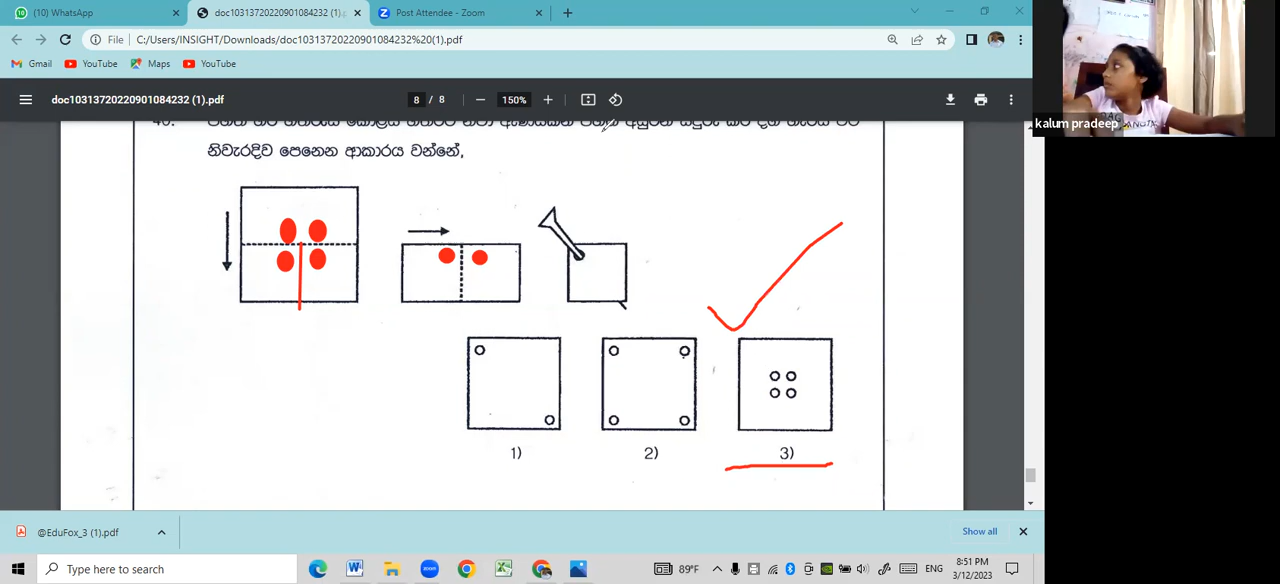 (10) WhatsApp
doc10313720220901084232 (1).p
Post Attendee - Zoom
File C:/Users/INSIGHT/Downloads/doc10313720220901084232%20(1).pdf
Gmail YouTube Maps YouTube
doc10313720220901084232 (1).pdf
8 / 8 150%
kalum pradeep
නිවැරදිව පෙනෙන ආකාරය වන්නේ,
1) 2) 3)
@EduFox_3 (1).pdf
Show all
Type here to search
89°F
ENG
8:51 PM
3/12/2023